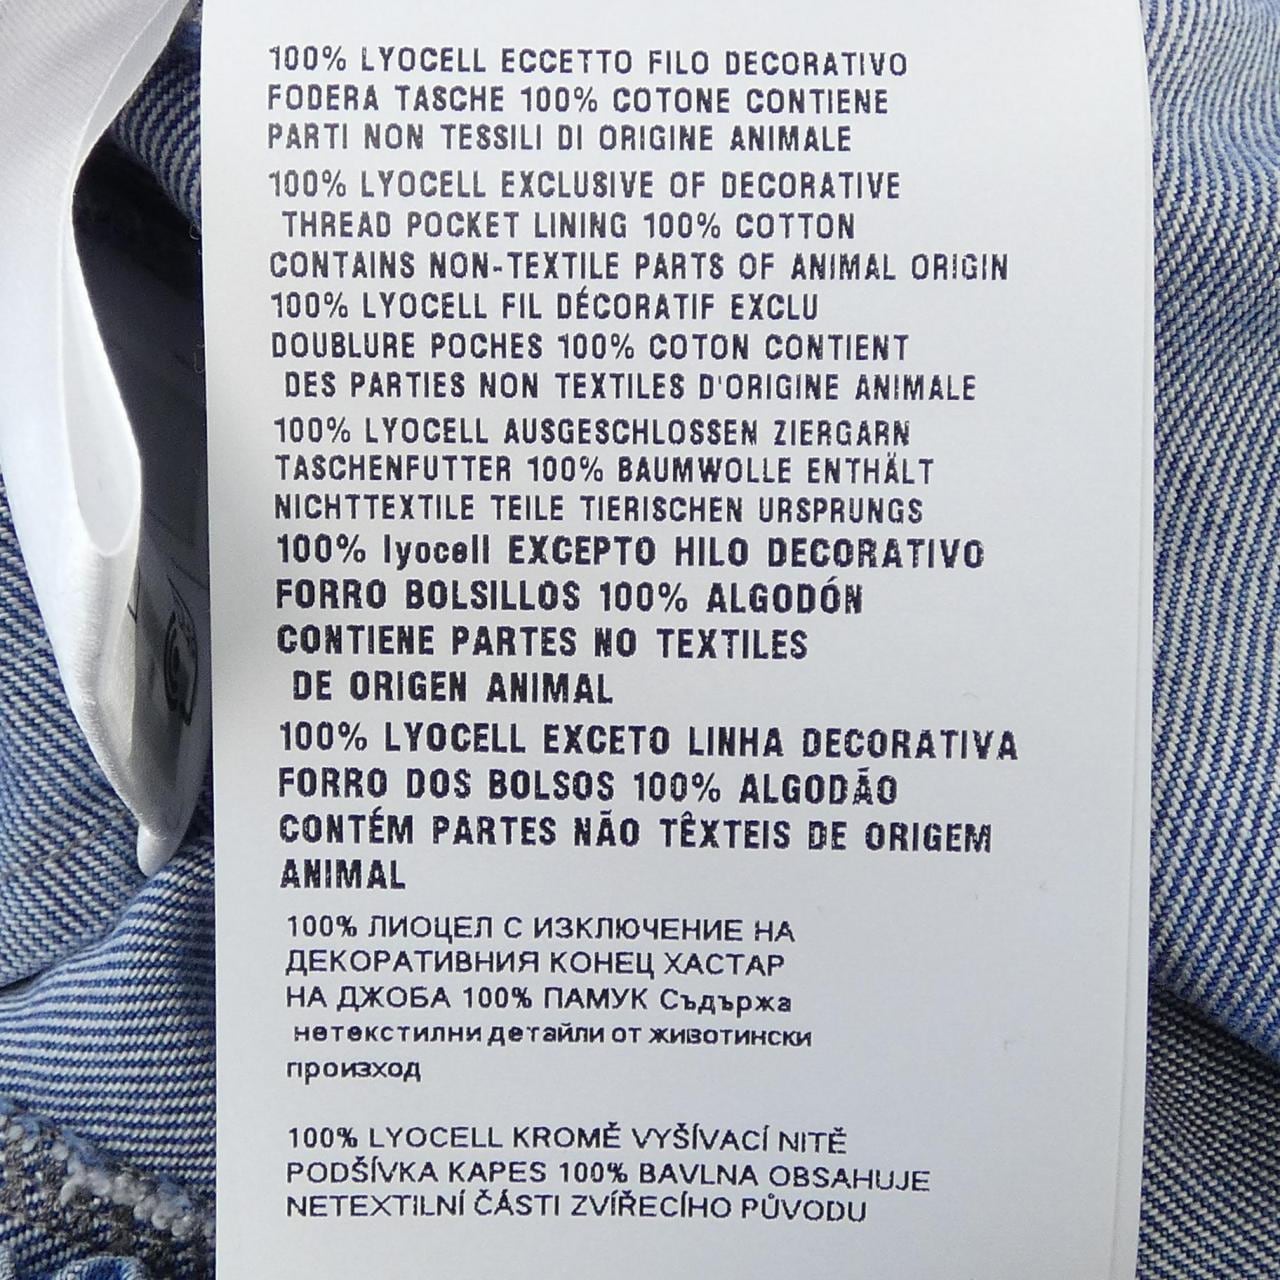 100% LYOCELL ECCETTO FILO DECORATIVO
FODERA TASCHE 100% COTONE CONTIENE
PARTI NON TESSILI DI ORIGINE ANIMALE
100% LYOCELL EXCLUSIVE OF DECORATIVE
THREAD POCKET LINING 100% COTTON
CONTAINS NON-TEXTILE PARTS OF ANIMAL ORIGIN
100% LYOCELL FIL DÉCORATIF EXCLU
DOUBLURE POCHES 100% COTON CONTIENT
DES PARTIES NON TEXTILES D'ORIGINE ANIMALE
100% LYOCELL AUSGESCHLOSSEN ZIERGARN
TASCHENFUTTER 100% BAUMWOLLE ENTHÄLT
NICHTTEXTILE TEILE TIERISCHEN URSPRUNGS
100% lyocell EXCEPTO HILO DECORATIVO
FORRO BOLSILLOS 100% ALGODÓN
CONTIENE PARTES NO TEXTILES
DE ORIGEN ANIMAL
100% LYOCELL EXCETO LINHA DECORATIVA
FORRO DOS BOLSOS 100% ALGODÃO
CONTÉM PARTES NÃO TÊXTEIS DE ORIGEM
ANIMAL
100% ЛИОЦЕЛ С ИЗКЛЮЧЕНИЕ НА
ДЕКОРАТИВНИЯ КОНЕЦ ХАСТАР
НА ДЖОБА 100% ПАМУК Съдържа
нетекстилни детайли от животински
произход
100% LYOCELL KROMĚ VYŠÍVACÍ NITĚ
PODŠÍVKA KAPES 100% BAVLNA OBSAHUJE
NETEXTILNÍ ČÁSTI ZVÍŘECÍHO PŮVODU